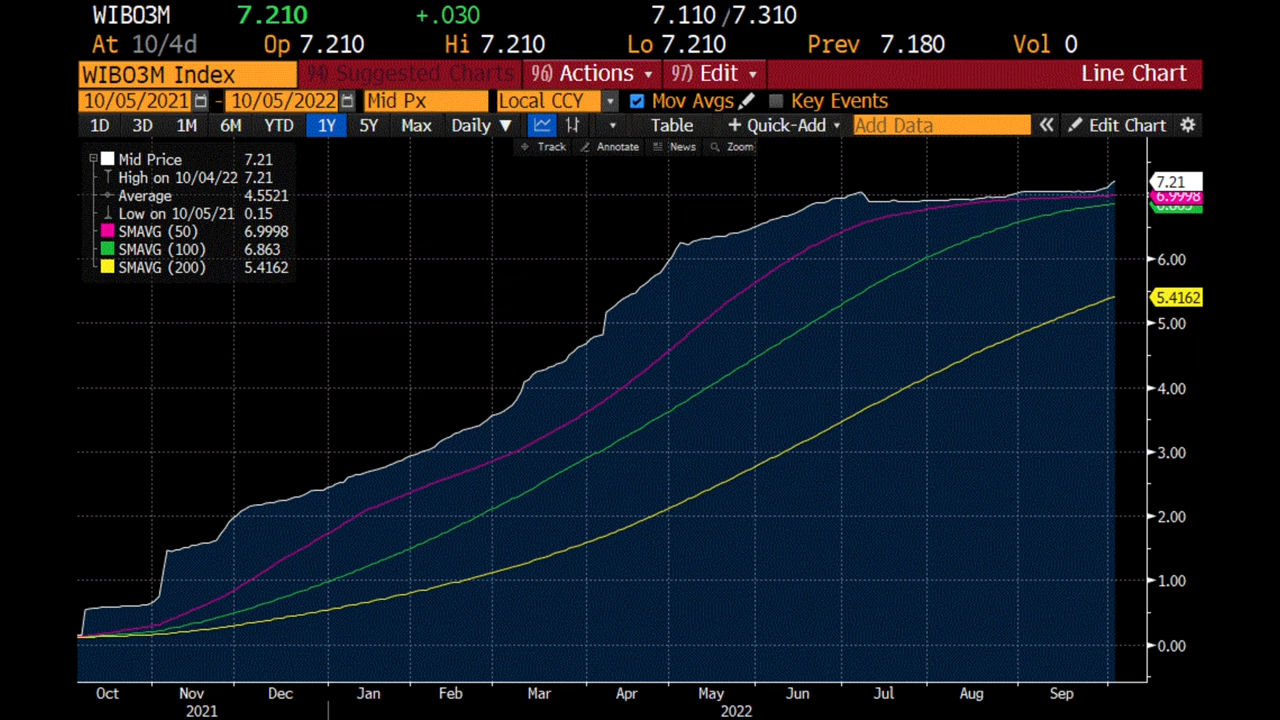 WIBO3M 7.210 +.030 7.110 / 7.310
At 10/4d Op 7.210 Hi 7.210 Lo 7.210 Prev 7.180 Vol 0
WIBO3M Index 94) Suggested Charts 96) Actions 97) Edit Line Chart
10/05/2021 - 10/05/2022 Mid Px Local CCY Mov Avgs Key Events
1D 3D 1M 6M YTD 1Y 5Y Max Daily Table + Quick-Add Add Data « Edit Chart
Track Annotate News Zoom
Mid Price 7.21
High on 10/04/22 7.21
Average 4.5521
Low on 10/05/21 0.15
SMAVG (50) 6.9998
SMAVG (100) 6.863
SMAVG (200) 5.4162
7.21
6.9998
6.863
6.00
5.4162
5.00
4.00
3.00
2.00
1.00
0.00
Oct Nov Dec Jan Feb Mar Apr May Jun Jul Aug Sep
2021 2022